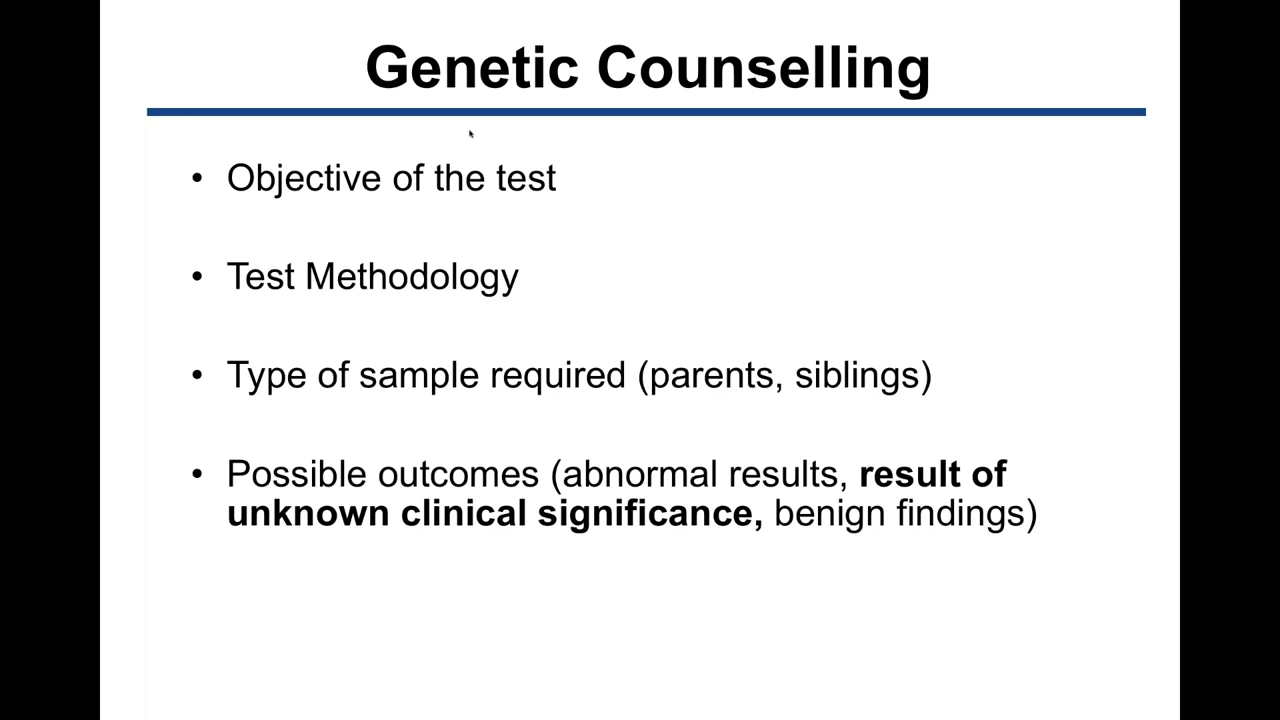 Genetic Counselling
• Objective of the test
• Test Methodology
• Type of sample required (parents, siblings)
• Possible outcomes (abnormal results, result of
unknown clinical significance, benign findings)